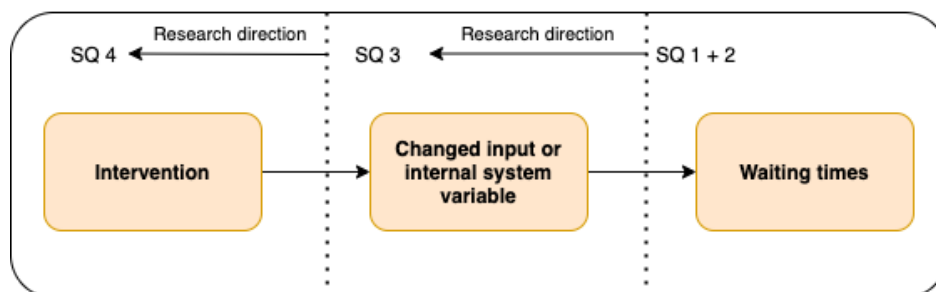 Research direction
Research direction
SQ 4
SQ 3
SQ 1 + 2
Intervention
Changed input or
internal system
variable
Waiting times